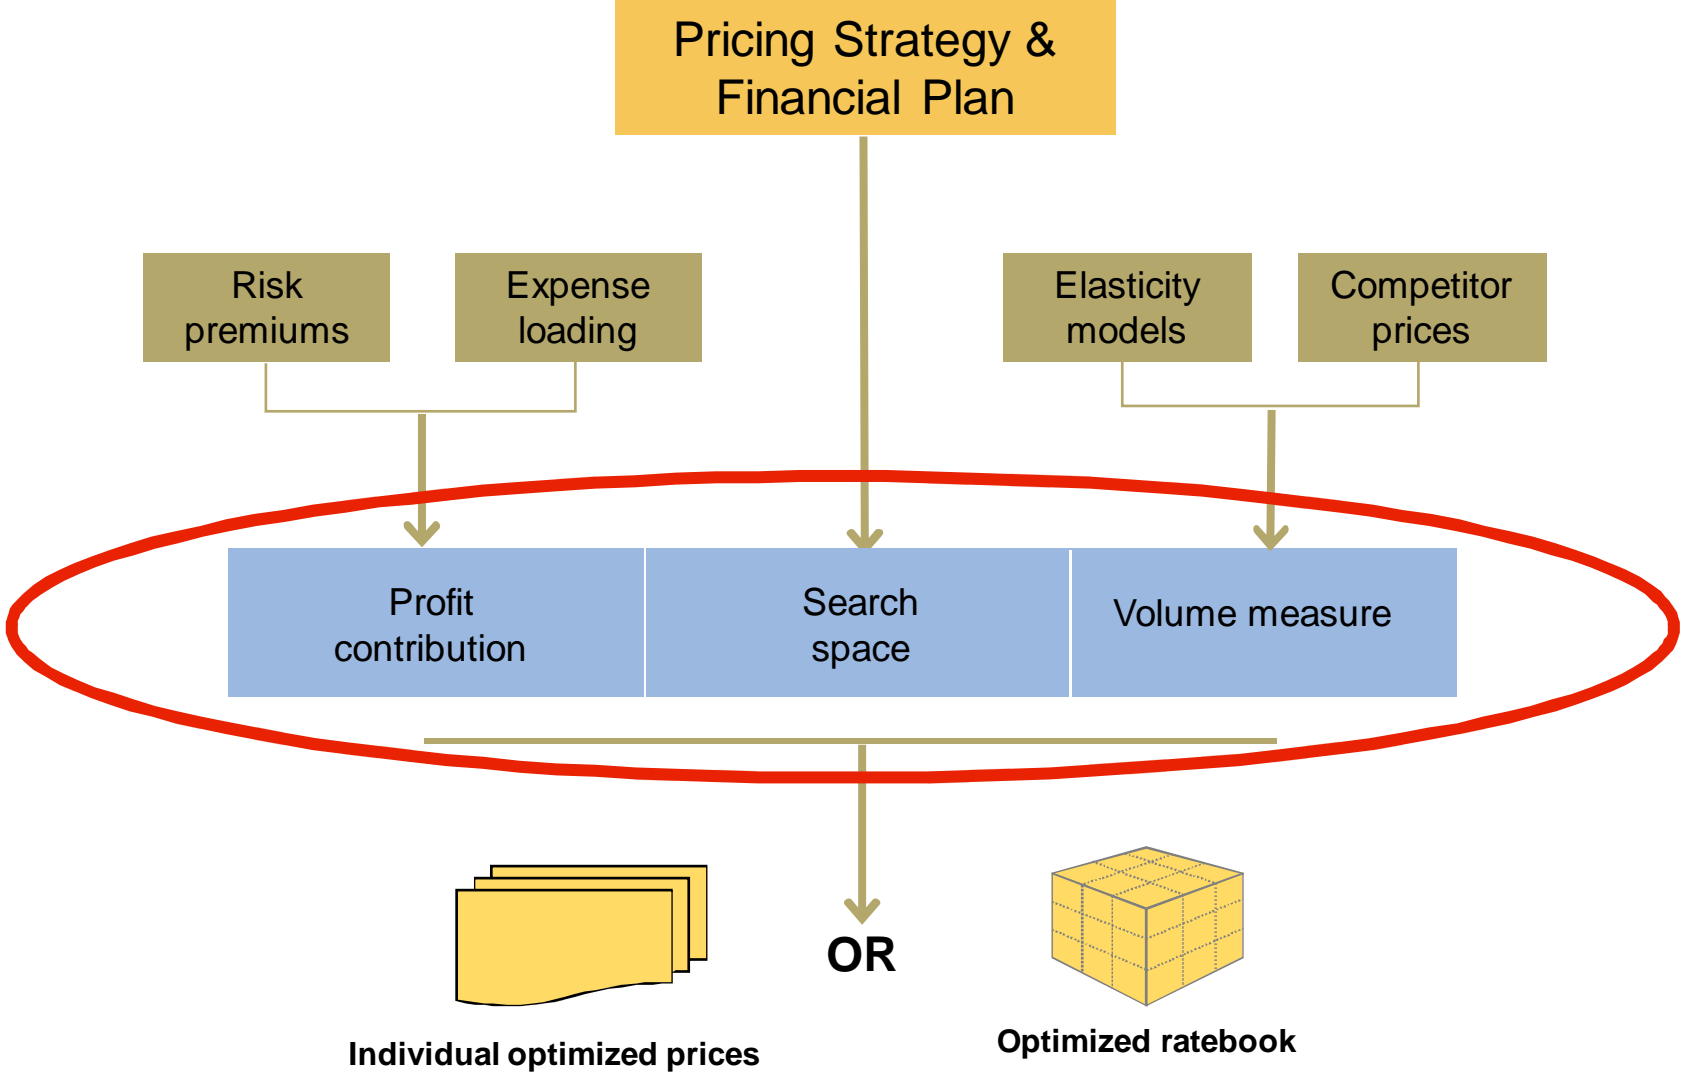 Pricing Strategy &
Financial Plan
Risk
premiums
Expense
loading
Elasticity
models
Competitor
prices
Profit
contribution
Search
space
Volume measure
OR
Individual optimized prices
Optimized ratebook